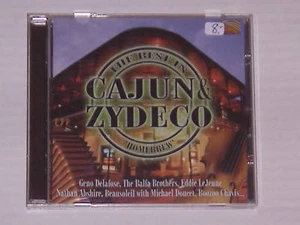 8.-
THE BEST IN
CAJUN &
ZYDECO
"HOMEBREW"
Geno Delafose, The Balfa Brothers, Eddie LeJeune
Nathan Abshire, Beausoleil with Michael Doucet, Boozoo Chavis...